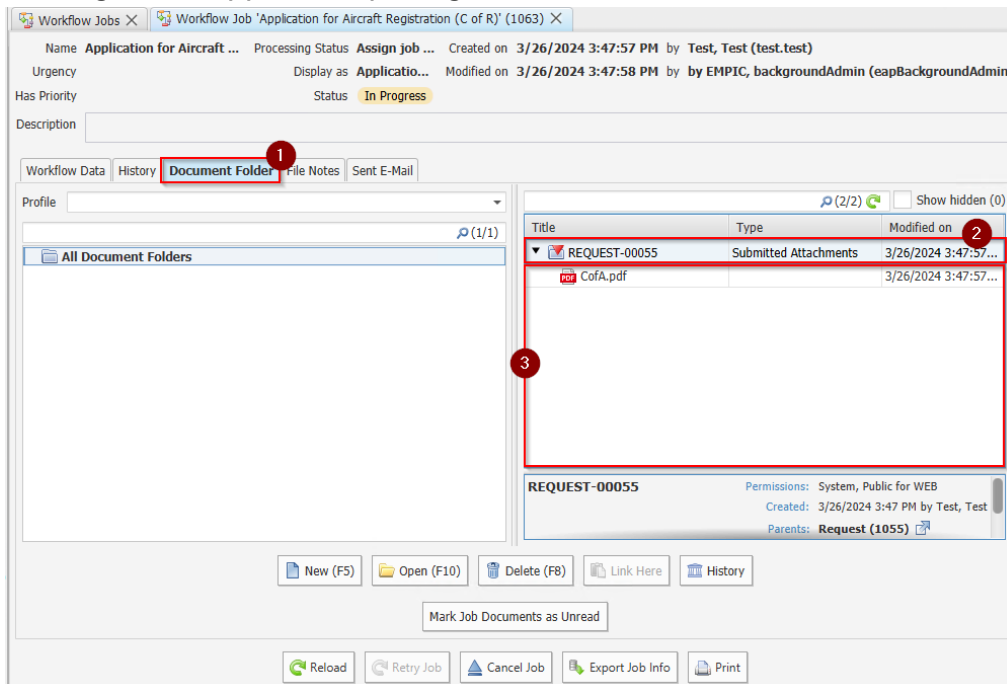 Workflow Jobs Workflow Job 'Application for Aircraft Registration (C of R)' (1063)
Name Application for Aircraft ... Processing Status Assign job ... Created on 3/26/2024 3:47:57 PM by Test, Test (test.test)
Urgency Display as Applicatio... Modified on 3/26/2024 3:47:58 PM by by EMPIC, backgroundAdmin (eapBackgroundAdmin
Has Priority Status In Progress
Description
1
Workflow Data History Document Folder File Notes Sent E-Mail
Profile (2/2) Show hidden (0)
(1/1) Title Type Modified on 2
All Document Folders REQUEST-00055 Submitted Attachments 3/26/2024 3:47:57...
PDF CofA.pdf 3/26/2024 3:47:57...
3
REQUEST-00055 Permissions: System, Public for WEB
Created: 3/26/2024 3:47 PM by Test, Test
Parents: Request (1055)
New (F5) Open (F10) Delete (F8) Link Here History
Mark Job Documents as Unread
Reload Retry Job Cancel Job Export Job Info Print